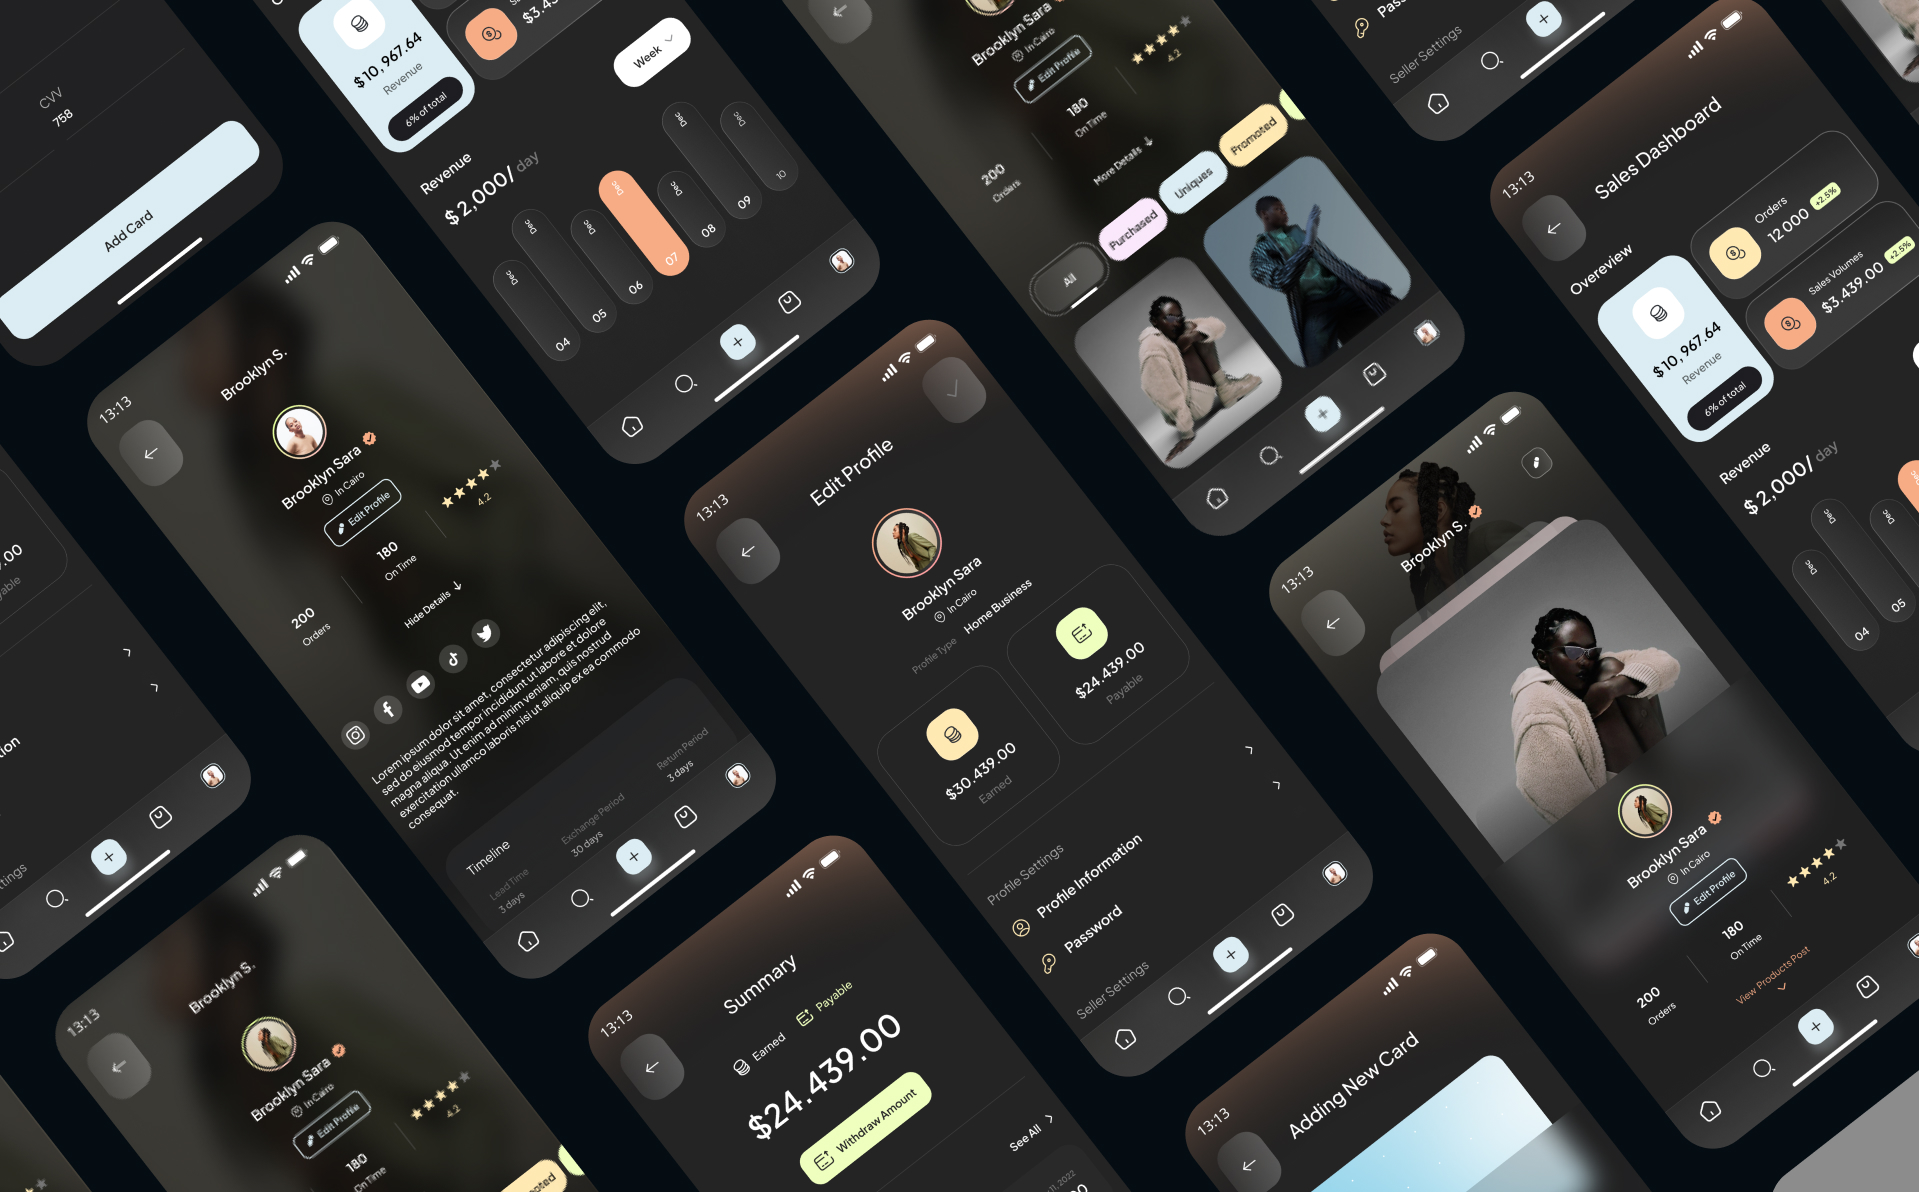 CVV
758
Add Card
$10,967.64
Revenue
6% of total
Week
Revenue
$2,000/ day
Dec
04
Dec
05
Dec
06
Dec
07
Dec
08
Dec
09
Dec
10
Brooklyn Sara
In Cairo
Edit Profile
4.2
180
On Time
200
Orders
More Details
All
Purchased
Uniques
Promoted
Seller Settings
13:13
Sales Dashboard
Overeview
$10,967.64
Revenue
6% of total
Orders
12000
+2.5%
Sales Volumes
$3.439.00
+2.5%
Revenue
$2,000/ day
Dec
04
Dec
05
Dec
13:13
Brooklyn S.
Brooklyn Sara
In Cairo
Edit Profile
4.2
180
On Time
200
Orders
Hide Details
Lorem ipsum dolor sit amet, consectetur adipiscing elit,
sed do eiusmod tempor incididunt ut labore et dolore
magna aliqua. Ut enim ad minim veniam, quis nostrud
exercitation ullamco laboris nisi ut aliquip ex ea commodo
consequat.
Timeline
Lead Time
3 days
Exchange Period
30 days
Return Period
3 days
13:13
Edit Profile
Brooklyn Sara
In Cairo
Profile Type
Home Business
$30.439.00
Earned
$24.439.00
Payable
Profile Settings
Profile Information
Password
Seller Settings
13:13
Brooklyn S.
Brooklyn Sara
In Cairo
Edit Profile
4.2
180
On Time
200
Orders
View Products Post
13:13
Brooklyn S.
Brooklyn Sara
In Cairo
Edit Profile
4.2
180
On Time
13:13
Summary
Earned
Payable
$24.439.00
Withdraw Amount
See All
13:13
Adding New Card